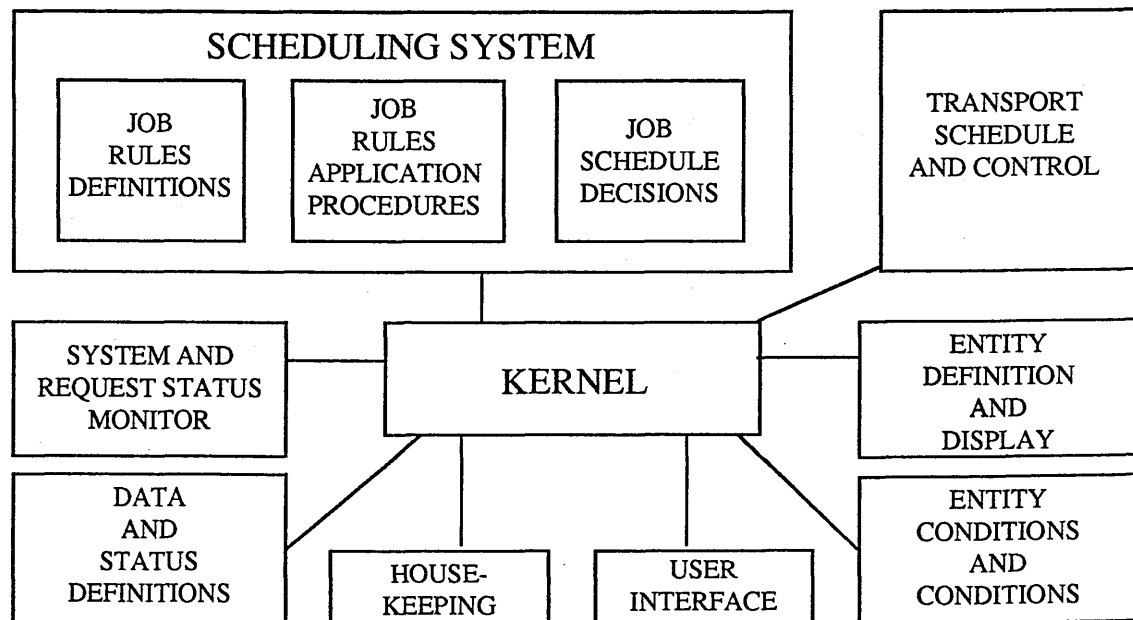 SCHEDULING SYSTEM
JOB
RULES
DEFINITIONS
JOB
RULES
APPLICATION
PROCEDURES
JOB
SCHEDULE
DECISIONS
TRANSPORT
SCHEDULE
AND CONTROL
SYSTEM AND
REQUEST STATUS
MONITOR
KERNEL
ENTITY
DEFINITION
AND
DISPLAY
DATA
AND
STATUS
DEFINITIONS
HOUSE-
KEEPING
USER
INTERFACE
ENTITY
CONDITIONS
AND
CONDITIONS